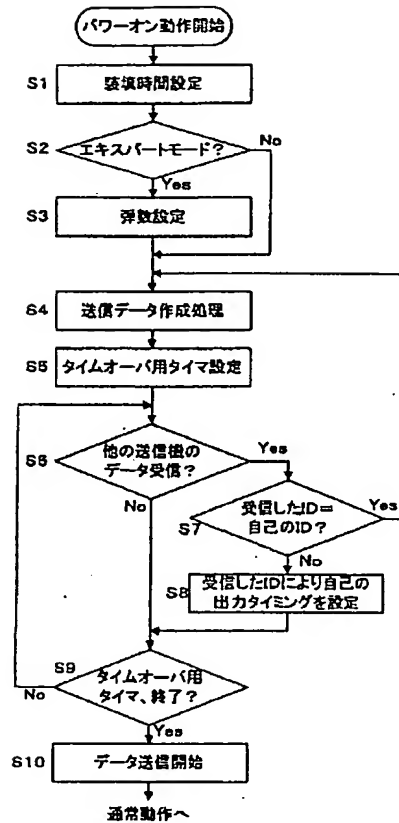 パワーオン動作開始
S1
装填時間設定
S2
エキスパートモード?
No
Yes
S3
弾数設定
S4
送信データ作成処理
S5
タイムオーバ用タイマ設定
S6
他の送信機の
データ受信?
Yes
No
S7
受信したID=
自己のID?
Yes
No
S8
受信したIDにより自己の
出力タイミングを設定
S9
タイムオーバ用
タイマ、終了?
No
Yes
S10
データ送信開始
通常動作へ